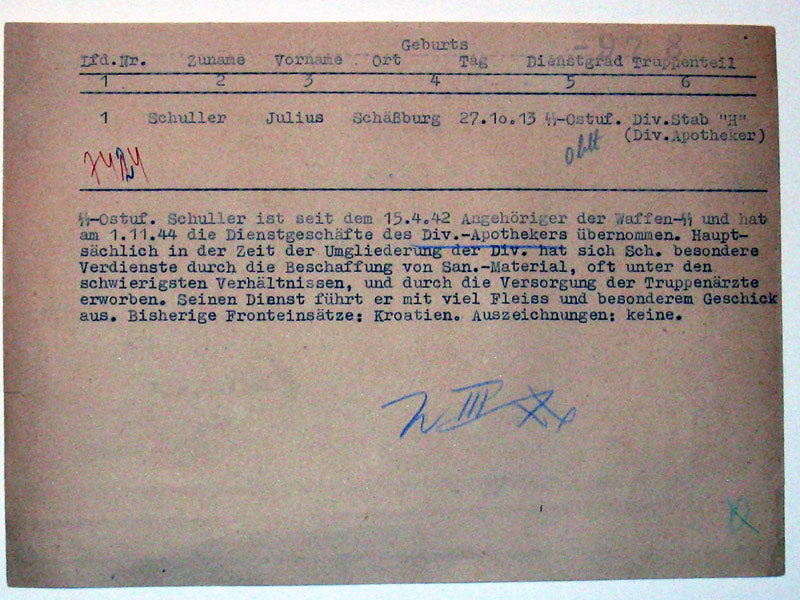 Geburts
Lfd.Nr. Zuname Vorname Ort Tag Dienstgrad Truppenteil
1 2 3 4 5 6
1 Schuller Julius Schäßburg 27.1o.13 ᛋᛋ-Ostuf. Div.Stab "H"
(Div.Apotheker)
Oblt
7424
ᛋᛋ-Ostuf. Schuller ist seit dem 15.4.42 Angehöriger der Waffen-ᛋᛋ und hat
am 1.11.44 die Dienstgeschäfte des Div.-Apothekers übernommen. Haupt-
sächlich in der Zeit der Umgliederung der Div. hat sich Sch. besondere
Verdienste durch die Beschaffung von San.-Material, oft unter den
schwierigsten Verhältnissen, und durch die Versorgung der Truppenärzte
erworben. Seinen Dienst führt er mit viel Fleiss und besonderem Geschick
aus. Bisherige Fronteinsätze: Kroatien. Auszeichnungen: keine.